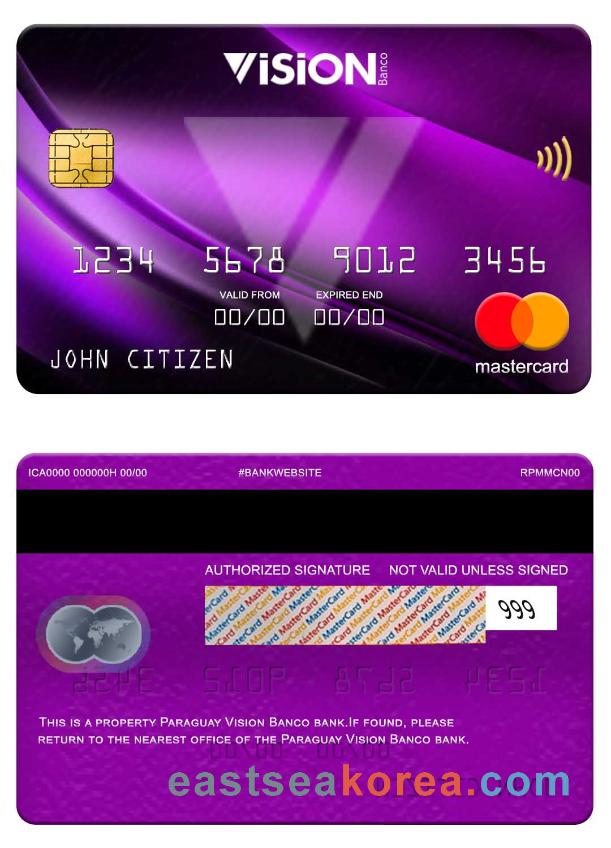 VISION Banco
1234 5678 9012 3456
VALID FROM EXPIRED END
00/00 00/00
JOHN CITIZEN
mastercard
ICA0000 000000H 00/00 #BANKWEBSITE RPMMCN00
AUTHORIZED SIGNATURE NOT VALID UNLESS SIGNED
MasterCard MasterCard MasterCard
999
THIS IS A PROPERTY PARAGUAY VISION BANCO BANK.IF FOUND, PLEASE
RETURN TO THE NEAREST OFFICE OF THE PARAGUAY VISION BANCO BANK.
eastseakorea.com